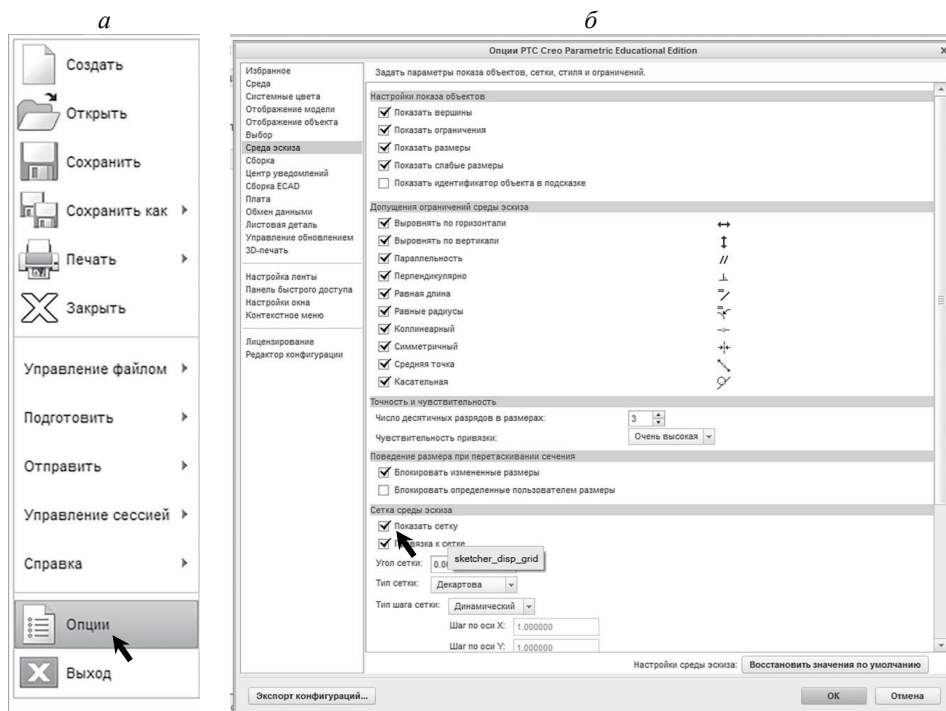 а
б
Создать
Открыть
Сохранить
Сохранить как
Печать
Закрыть
Управление файлом
Подготовить
Отправить
Управление сессией
Справка
Опции
Выход
Опции PTC Creo Parametric Educational Edition
x
Избранное
Среда
Системные цвета
Отображение модели
Отображение объекта
Выбор
Среда эскиза
Сборка
Центр уведомлений
Сборка ECAD
Плата
Обмен данными
Листовая деталь
Управление обновлением
3D-печать
Настройка ленты
Панель быстрого доступа
Настройки окна
Контекстное меню
Лицензирование
Редактор конфигурации
Задать параметры показа объектов, сетки, стиля и ограничений.
Настройки показа объектов
Показать вершины
Показать ограничения
Показать размеры
Показать слабые размеры
Показать идентификатор объекта в подсказке
Допущения ограничений среды эскиза
Выровнять по горизонтали
Выровнять по вертикали
Параллельность
Перпендикулярно
Равная длина
Равные радиусы
Коллинеарный
Симметричный
Средняя точка
Касательная
Точность и чувствительность
Число десятичных разрядов в размерах: 3
Чувствительность привязки: Очень высокая
Поведение размера при перетаскивании сечения
Блокировать измененные размеры
Блокировать определенные пользователем размеры
Сетка среды эскиза
Показать сетку
к сетке
sketcher_disp_grid
Угол сетки:
Тип сетки: Декартова
Тип шага сетки: Динамический
Шаг по оси X: 1.000000
Шаг по оси Y: 1.000000
Настройки среды эскиза: Восстановить значения по умолчанию
Экспорт конфигураций...
ОК
Отмена